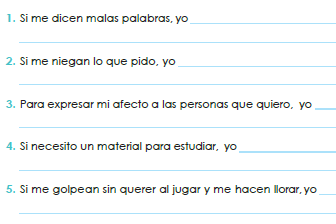 1. Si me dicen malas palabras, yo
2. Si me niegan lo que pido, yo
3. Para expresar mi afecto a las personas que quiero, yo
4. Si necesito un material para estudiar, yo
5. Si me golpean sin querer al jugar y me hacen llorar, yo